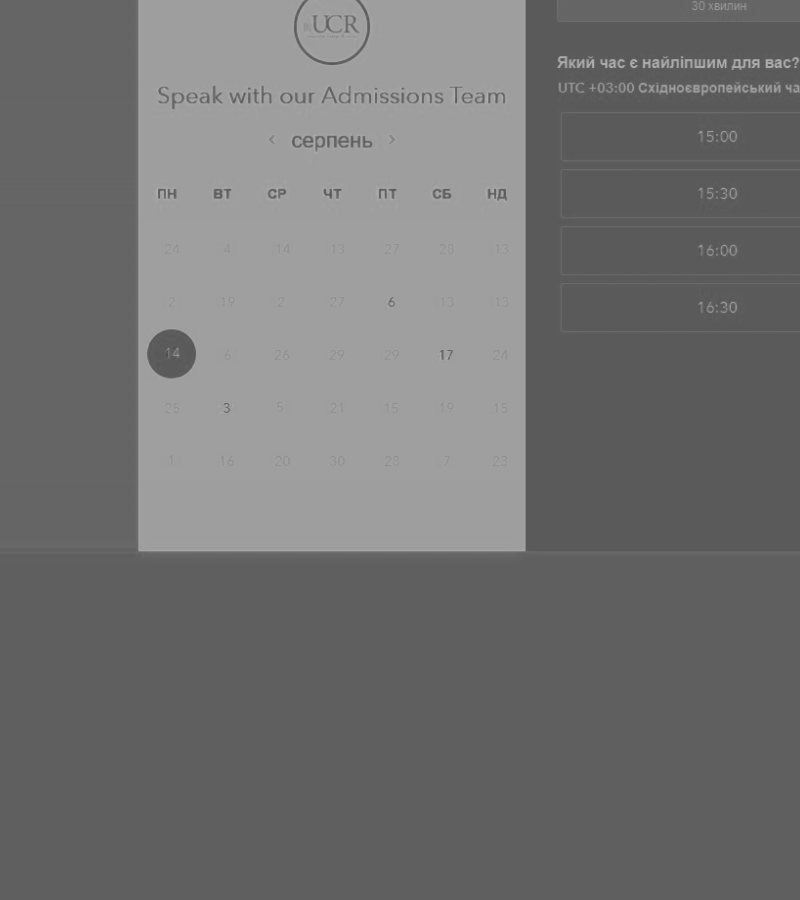 UCR
Speak with our Admissions Team
‹ серпень ›
ПН ВТ СР ЧТ ПТ СБ НД
24 4 14 13 27 28 13
2 19 2 27 6 13 13
14 6 26 29 29 17 24
25 3 5 21 15 19 15
1 16 20 30 28 7 23
30 хвилин
Який час є найліпшим для вас?
UTC +03:00 Східноєвропейський ча
15:00
15:30
16:00
16:30